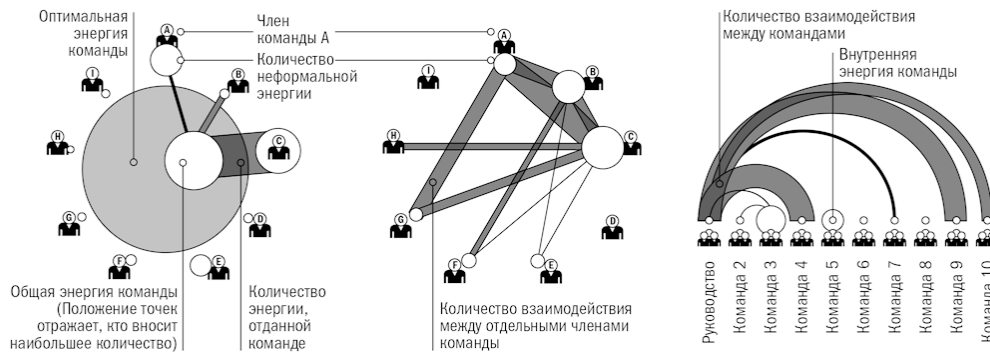 Оптимальная
энергия
команды
Член
команды А
Количество
неформальной
энергии
A
B
C
D
E
F
G
H
I
Общая энергия команды
(Положение точек
отражает, кто вносит
наибольшее количество)
Количество
энергии,
отданной
команде
A
B
C
D
E
F
G
H
I
Количество взаимодействия
между отдельными членами
команды
Количество взаимодействия
между командами
Внутренняя
энергия команды
Руководство
Команда 2
Команда 3
Команда 4
Команда 5
Команда 6
Команда 7
Команда 8
Команда 9
Команда 10